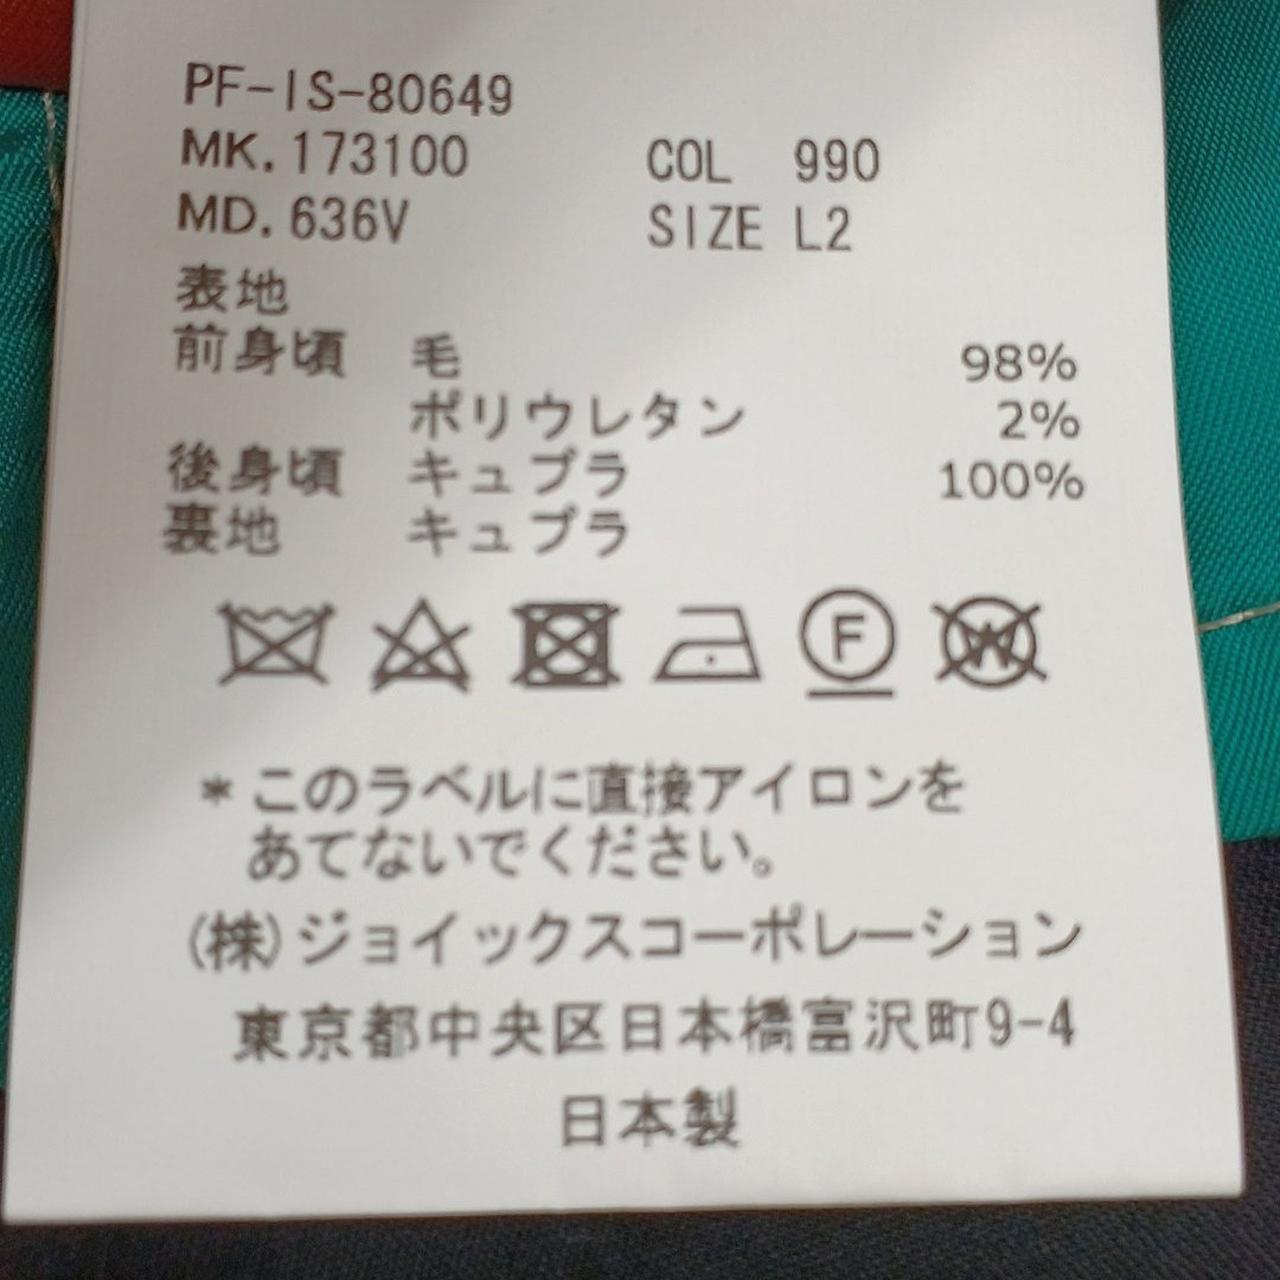 PF-IS-80649
MK.173100 COL 990
MD.636V SIZE L2
表地
前身頃 毛 98%
ポリウレタン 2%
後身頃 キュプラ 100%
裏地 キュプラ
F W
*このラベルに直接アイロンを
あてないでください。
(株)ジョイックスコーポレーション
東京都中央区日本橋富沢町9-4
日本製